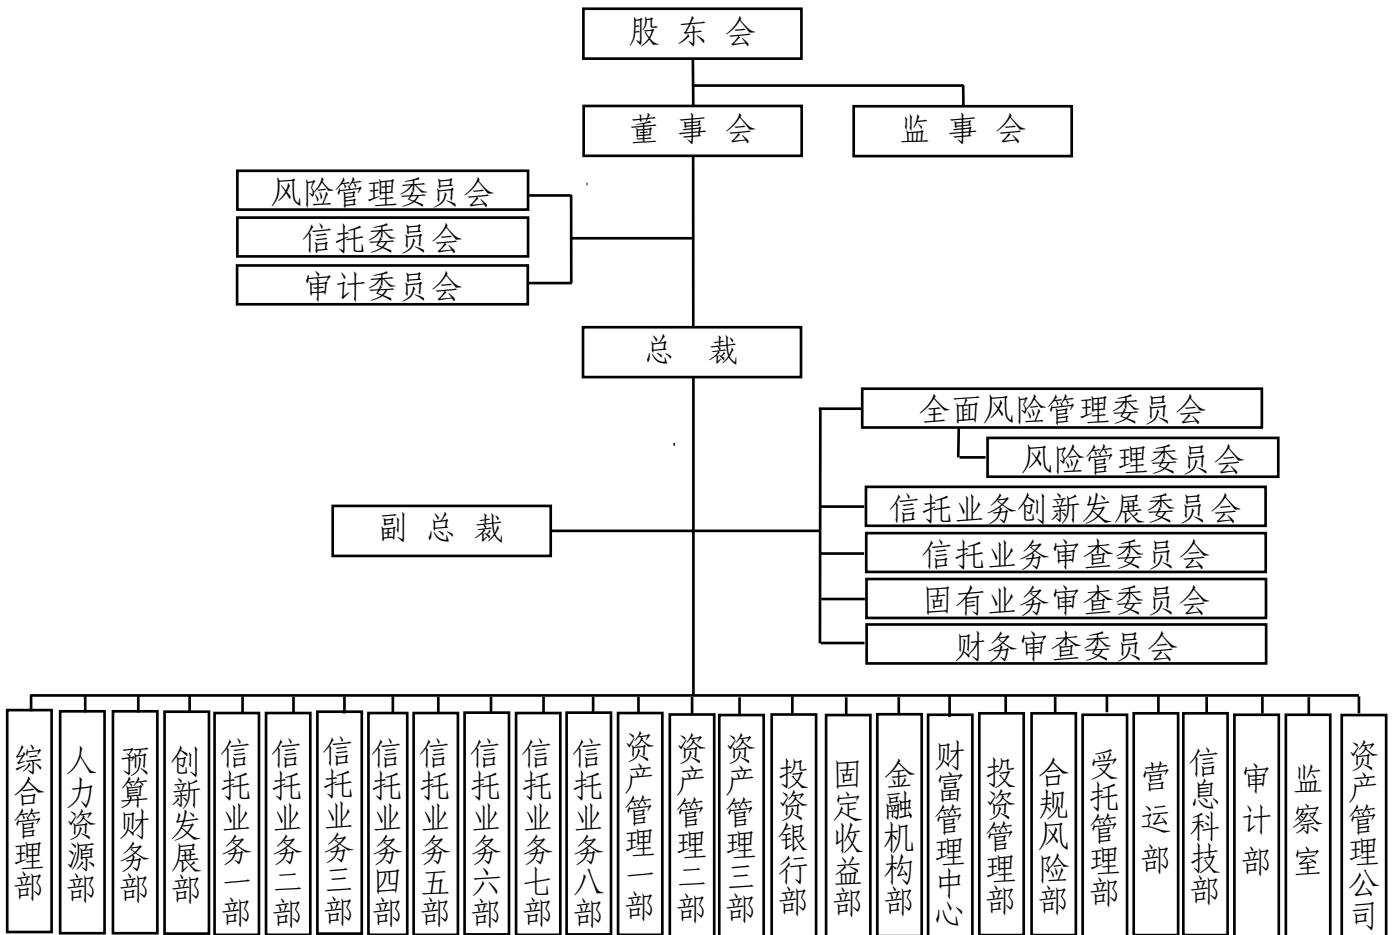 股东会
董事会
监事会
风险管理委员会
信托委员会
审计委员会
总裁
全面风险管理委员会
风险管理委员会
副总裁
信托业务创新发展委员会
信托业务审查委员会
固有业务审查委员会
财务审查委员会
综合管理部
人力资源部
预算财务部
创新发展部
信托业务一部
信托业务二部
信托业务三部
信托业务四部
信托业务五部
信托业务六部
信托业务七部
信托业务八部
资产管理一部
资产管理二部
资产管理三部
投资银行部
固定收益部
金融机构部
财富管理中心
投资管理部
合规风险部
受托管理部
营运部
信息科技部
审计部
监察室
资产管理公司